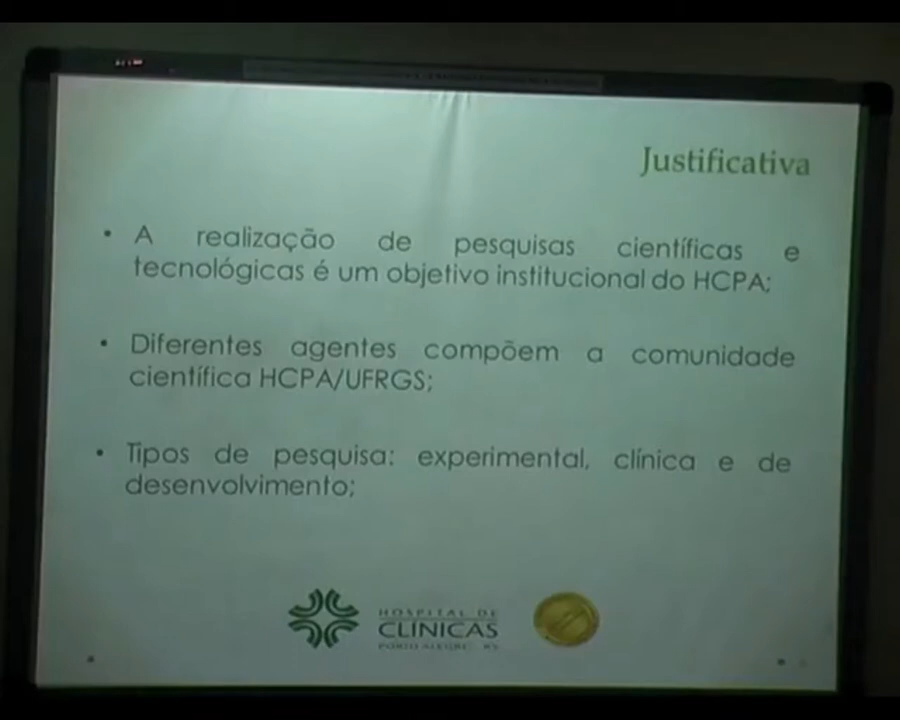 Justificativa
• A realização de pesquisas científicas e
tecnológicas é um objetivo institucional do HCPA;
• Diferentes agentes compõem a comunidade
científica HCPA/UFRGS;
• Tipos de pesquisa: experimental, clínica e de
desenvolvimento;
HOSPITAL DE
CLINICAS
PORTO ALEGRE RS